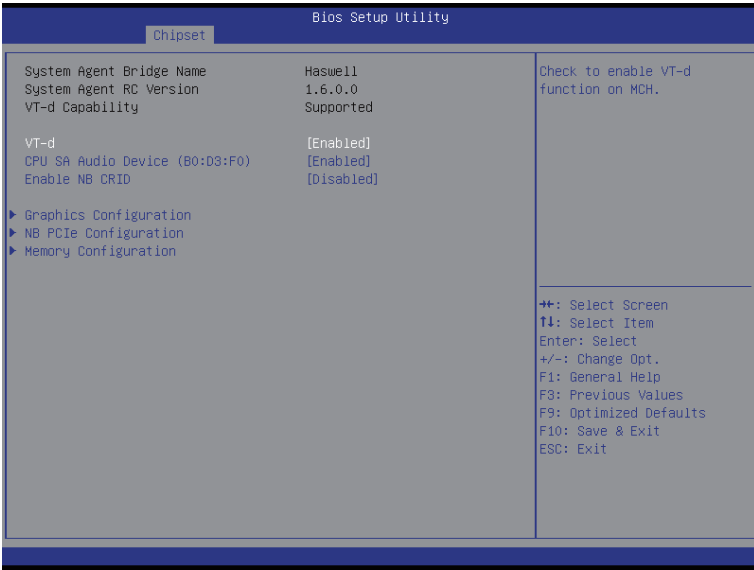 Bios Setup Utility
Chipset
System Agent Bridge Name Haswell
System Agent RC Version 1.6.0.0
VT-d Capability Supported
VT-d [Enabled]
CPU SA Audio Device (B0:D3:F0) [Enabled]
Enable NB CRID [Disabled]
Graphics Configuration
NB PCIe Configuration
Memory Configuration
Check to enable VT-d
function on MCH.
→←: Select Screen
↑↓: Select Item
Enter: Select
+/-: Change Opt.
F1: General Help
F3: Previous Values
F9: Optimized Defaults
F10: Save & Exit
ESC: Exit